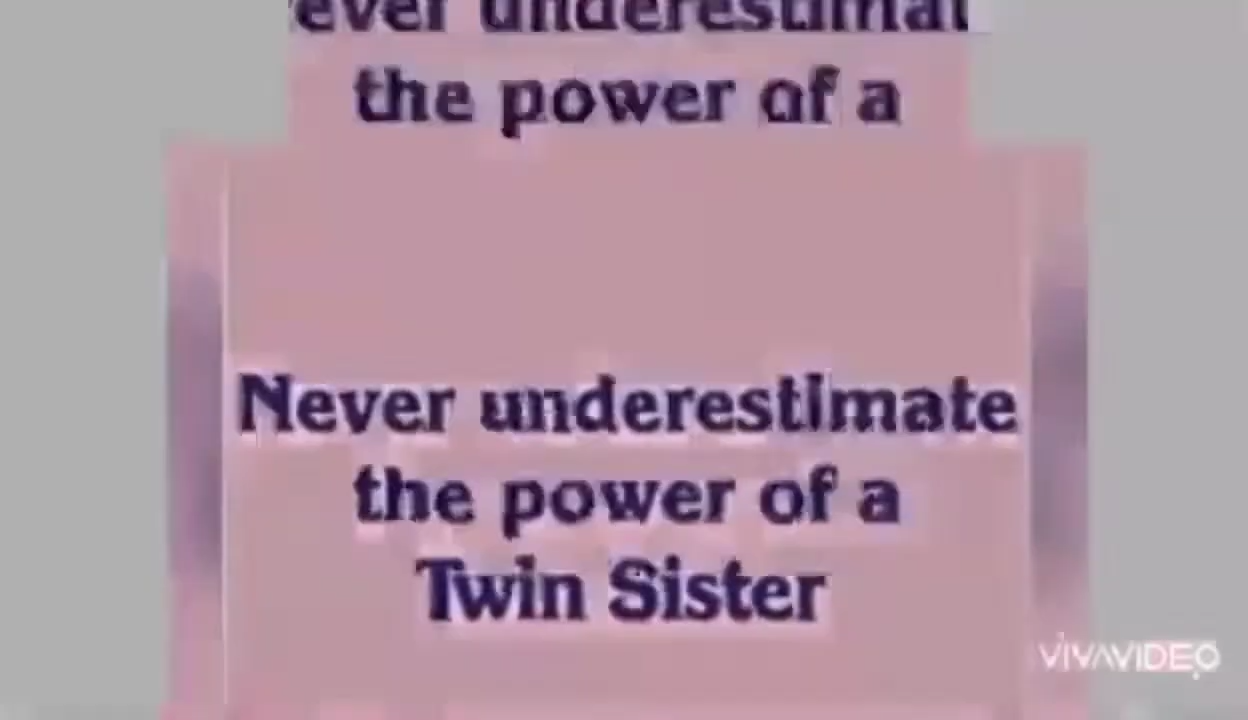 ever underestimat
the power of a
Never underestimate
the power of a
Twin Sister
VIVAVIDEO